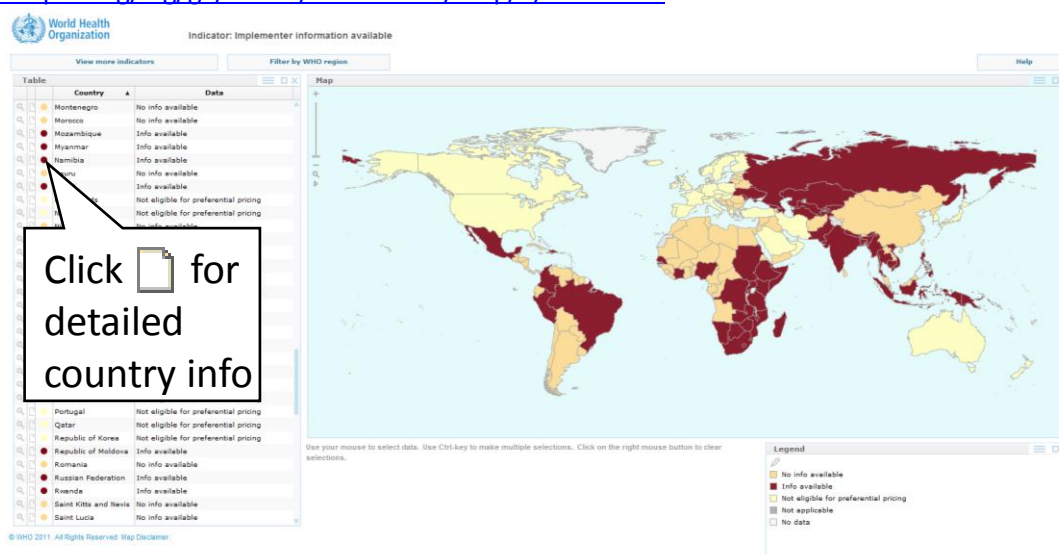 World Health
Organization
Indicator: Implementer information available
View more indicators
Filter by WHO region
Help
Table
Map
Country
Data
Montenegro No info available
Morocco No info available
Mozambique Info available
Myanmar Info available
Namibia Info available
No info available
Info available
Not eligible for preferential pricing
Not eligible for preferential pricing
Click for
detailed
country info
Portugal Not eligible for preferential pricing
Qatar Not eligible for preferential pricing
Republic of Korea Not eligible for preferential pricing
Republic of Moldova Info available
Romania No info available
Russian Federation Info available
Rwanda Info available
Saint Kitts and Nevis No info available
Saint Lucia No info available
Use your mouse to select data. Use Ctrl-key to make multiple selections. Click on the right mouse button to clear
selections.
Legend
No info available
Info available
Not eligible for preferential pricing
Not applicable
No data
© WHO 2011. All Rights Reserved. Map Disclaimer.